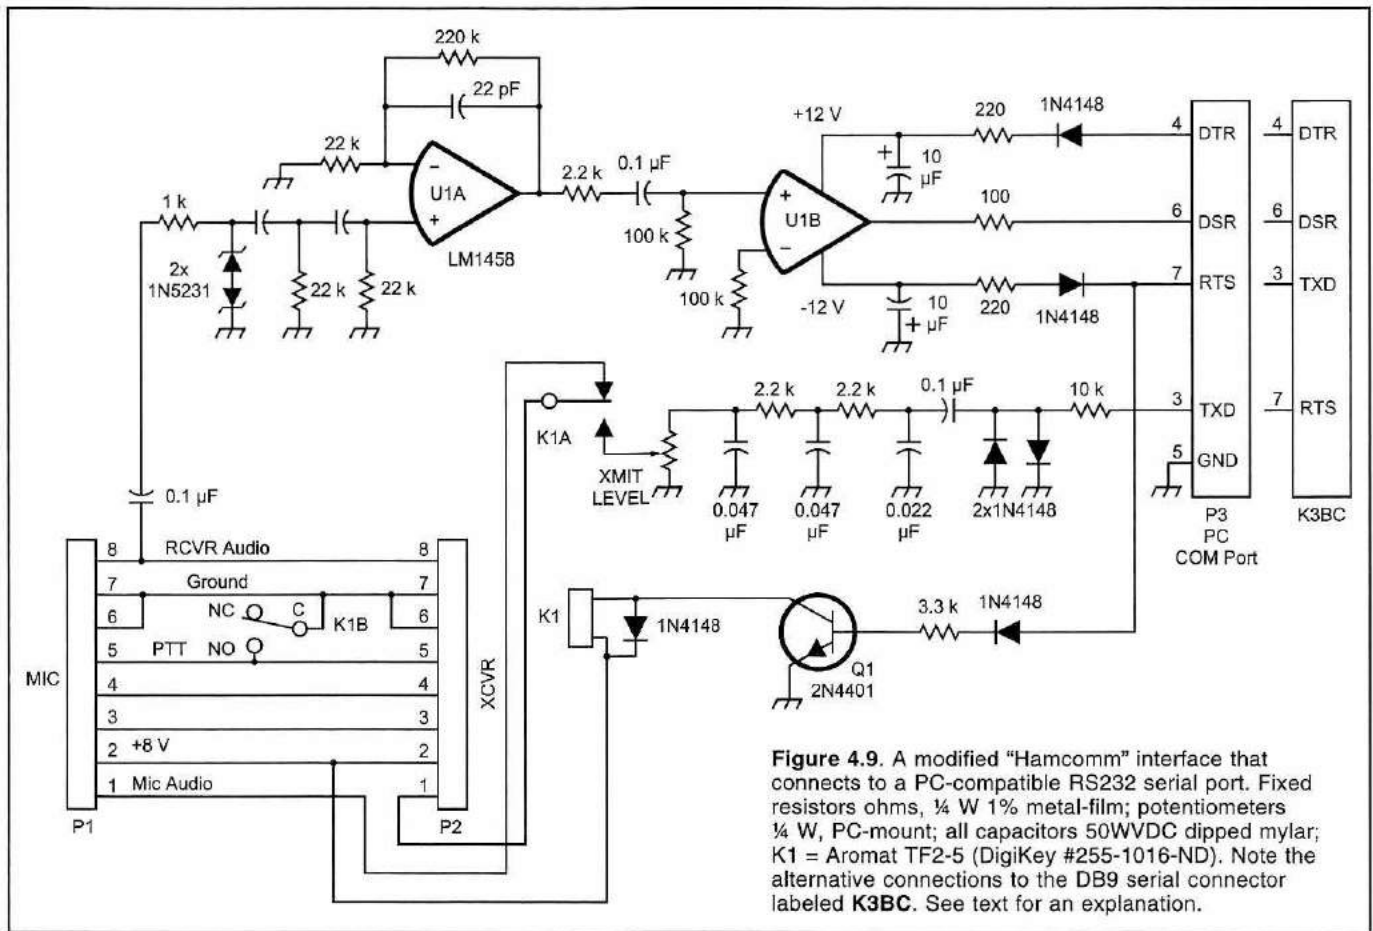 220 k
22 pF
22 k
U1A
LM1458
1 k
2x
1N5231
22 k
22 k
2.2 k
0.1 µF
100 k
100 k
U1B
+12 V
-12 V
10
µF
10
µF
220
1N4148
100
220
1N4148
4 DTR
6 DSR
7 RTS
3 TXD
5 GND
P3
PC
COM Port
4 DTR
6 DSR
3 TXD
7 RTS
K3BC
K1A
XMIT
LEVEL
2.2 k
2.2 k
0.1 µF
10 k
0.047
µF
0.047
µF
0.022
µF
2x1N4148
0.1 µF
8 RCVR Audio 8
7 Ground 7
6 NC C K1B 6
5 PTT NO 5
4 4
3 3
2 +8 V 2
1 Mic Audio 1
MIC
P1
XCVR
P2
K1
1N4148
3.3 k
1N4148
Q1
2N4401
Figure 4.9. A modified “Hamcomm” interface that
connects to a PC-compatible RS232 serial port. Fixed
resistors ohms, ¼ W 1% metal-film; potentiometers
¼ W, PC-mount; all capacitors 50WVDC dipped mylar;
K1 = Aromat TF2-5 (DigiKey #255-1016-ND). Note the
alternative connections to the DB9 serial connector
labeled K3BC. See text for an explanation.